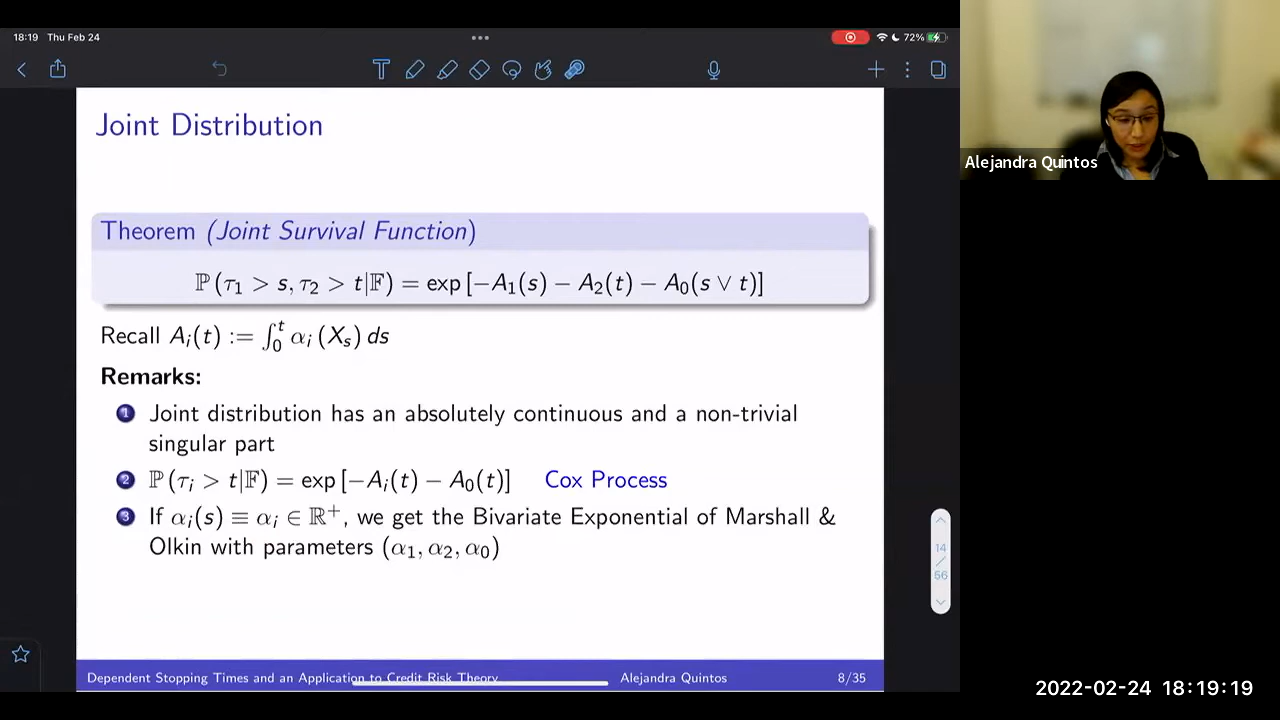 18:19 Thu Feb 24
72%
Joint Distribution
Alejandra Quintos
Theorem (Joint Survival Function)
ℙ (τ₁ > s, τ₂ > t|𝔽) = exp [−A₁(s) − A₂(t) − A₀(s ∨ t)]
Recall Aᵢ(t) := ∫₀ᵗ αᵢ (Xₛ) ds
Remarks:
1 Joint distribution has an absolutely continuous and a non-trivial
singular part
2 ℙ (τᵢ > t|𝔽) = exp [−Aᵢ(t) − A₀(t)] Cox Process
3 If αᵢ(s) ≡ αᵢ ∈ ℝ⁺, we get the Bivariate Exponential of Marshall &
Olkin with parameters (α₁, α₂, α₀)
14
/
56
Dependent Stopping Times and an Application to Credit Risk Theory Alejandra Quintos 8/35
2022-02-24 18:19:19